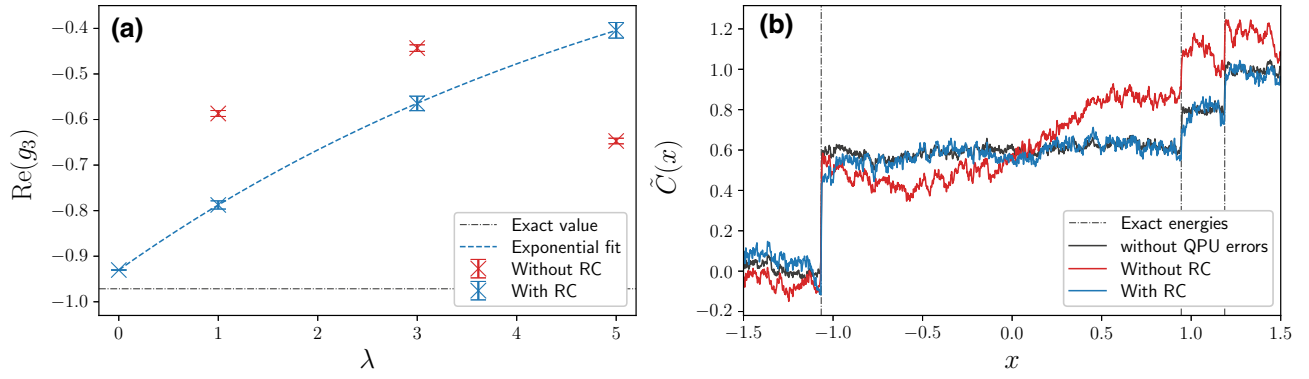 (a)
Re(g₃)
−0.4
−0.5
−0.6
−0.7
−0.8
−0.9
−1.0
Exact value
Exponential fit
Without RC
With RC
0 1 2 3 4 5
λ
(b)
C̃(x)
1.2
1.0
0.8
0.6
0.4
0.2
0.0
−0.2
Exact energies
without QPU errors
Without RC
With RC
−1.5 −1.0 −0.5 0.0 0.5 1.0 1.5
x